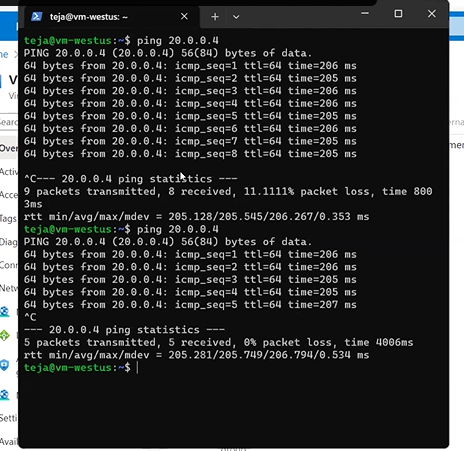 teja@vm-westus: ~
teja@vm-westus:~$ ping 20.0.0.4
PING 20.0.0.4 (20.0.0.4) 56(84) bytes of data.
64 bytes from 20.0.0.4: icmp_seq=1 ttl=64 time=206 ms
64 bytes from 20.0.0.4: icmp_seq=2 ttl=64 time=205 ms
64 bytes from 20.0.0.4: icmp_seq=3 ttl=64 time=206 ms
64 bytes from 20.0.0.4: icmp_seq=4 ttl=64 time=206 ms
64 bytes from 20.0.0.4: icmp_seq=5 ttl=64 time=205 ms
64 bytes from 20.0.0.4: icmp_seq=6 ttl=64 time=205 ms
64 bytes from 20.0.0.4: icmp_seq=7 ttl=64 time=205 ms
64 bytes from 20.0.0.4: icmp_seq=8 ttl=64 time=205 ms
^C--- 20.0.0.4 ping statistics ---
9 packets transmitted, 8 received, 11.1111% packet loss, time 800
3ms
rtt min/avg/max/mdev = 205.128/205.545/206.267/0.353 ms
teja@vm-westus:~$ ping 20.0.0.4
PING 20.0.0.4 (20.0.0.4) 56(84) bytes of data.
64 bytes from 20.0.0.4: icmp_seq=1 ttl=64 time=206 ms
64 bytes from 20.0.0.4: icmp_seq=2 ttl=64 time=206 ms
64 bytes from 20.0.0.4: icmp_seq=3 ttl=64 time=205 ms
64 bytes from 20.0.0.4: icmp_seq=4 ttl=64 time=205 ms
64 bytes from 20.0.0.4: icmp_seq=5 ttl=64 time=207 ms
^C
--- 20.0.0.4 ping statistics ---
5 packets transmitted, 5 received, 0% packet loss, time 4006ms
rtt min/avg/max/mdev = 205.281/205.749/206.794/0.534 ms
teja@vm-westus:~$